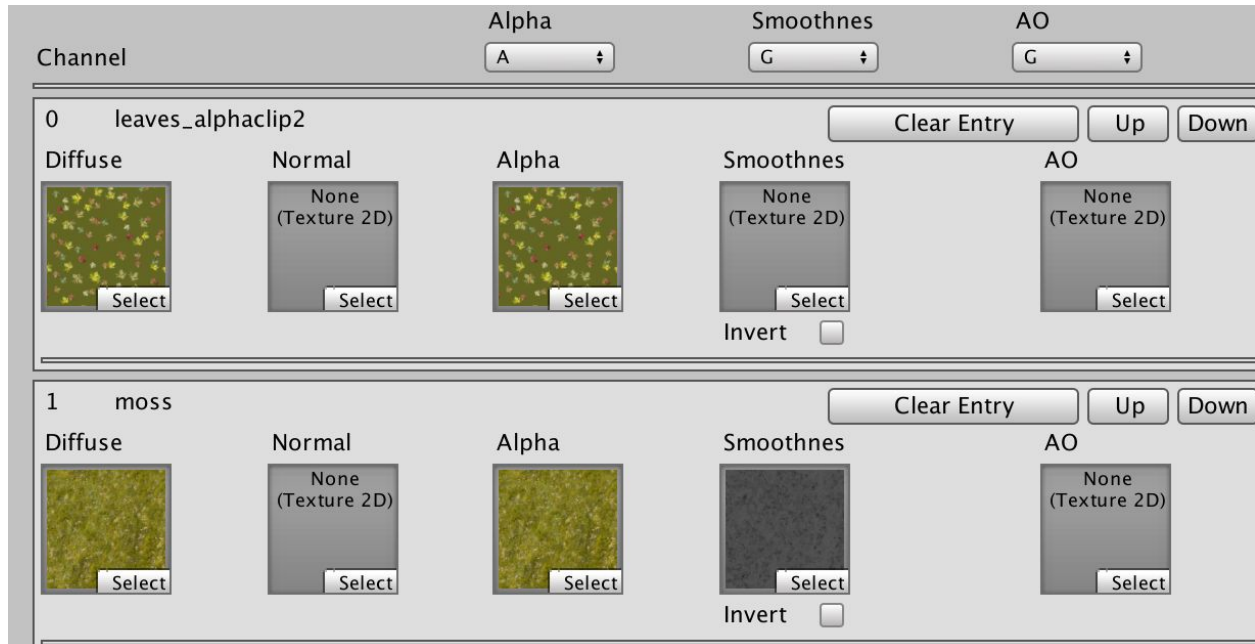 Alpha Smoothnes AO
Channel A G G
0 leaves_alphaclip2 Clear Entry Up Down
Diffuse Normal Alpha Smoothnes AO
None None None
(Texture 2D) (Texture 2D) (Texture 2D)
Select Select Select Select Select
Invert
1 moss Clear Entry Up Down
Diffuse Normal Alpha Smoothnes AO
None None
(Texture 2D) (Texture 2D)
Select Select Select Select Select
Invert